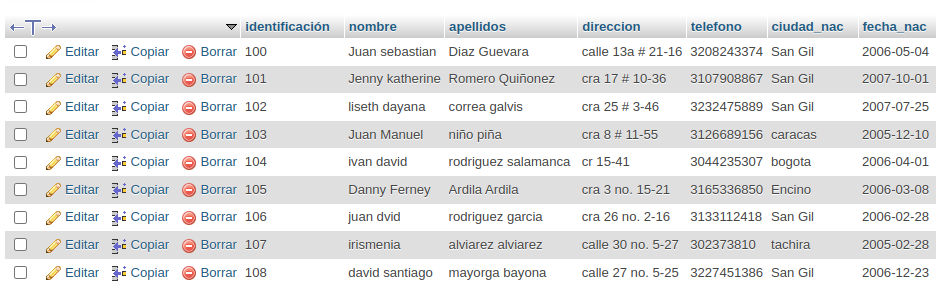 identificación nombre apellidos direccion telefono ciudad_nac fecha_nac
Editar Copiar Borrar 100 Juan sebastian Diaz Guevara calle 13a # 21-16 3208243374 San Gil 2006-05-04
Editar Copiar Borrar 101 Jenny katherine Romero Quiñonez cra 17 # 10-36 3107908867 San Gil 2007-10-01
Editar Copiar Borrar 102 liseth dayana correa galvis cra 25 # 3-46 3232475889 San Gil 2007-07-25
Editar Copiar Borrar 103 Juan Manuel niño piña cra 8 # 11-55 3126689156 caracas 2005-12-10
Editar Copiar Borrar 104 ivan david rodriguez salamanca cr 15-41 3044235307 bogota 2006-04-01
Editar Copiar Borrar 105 Danny Ferney Ardila Ardila cra 3 no. 15-21 3165336850 Encino 2006-03-08
Editar Copiar Borrar 106 juan dvid rodriguez garcia cra 26 no. 2-16 3133112418 San Gil 2006-02-28
Editar Copiar Borrar 107 irismenia alviarez alviarez calle 30 no. 5-27 302373810 tachira 2005-02-28
Editar Copiar Borrar 108 david santiago mayorga bayona calle 27 no. 5-25 3227451386 San Gil 2006-12-23